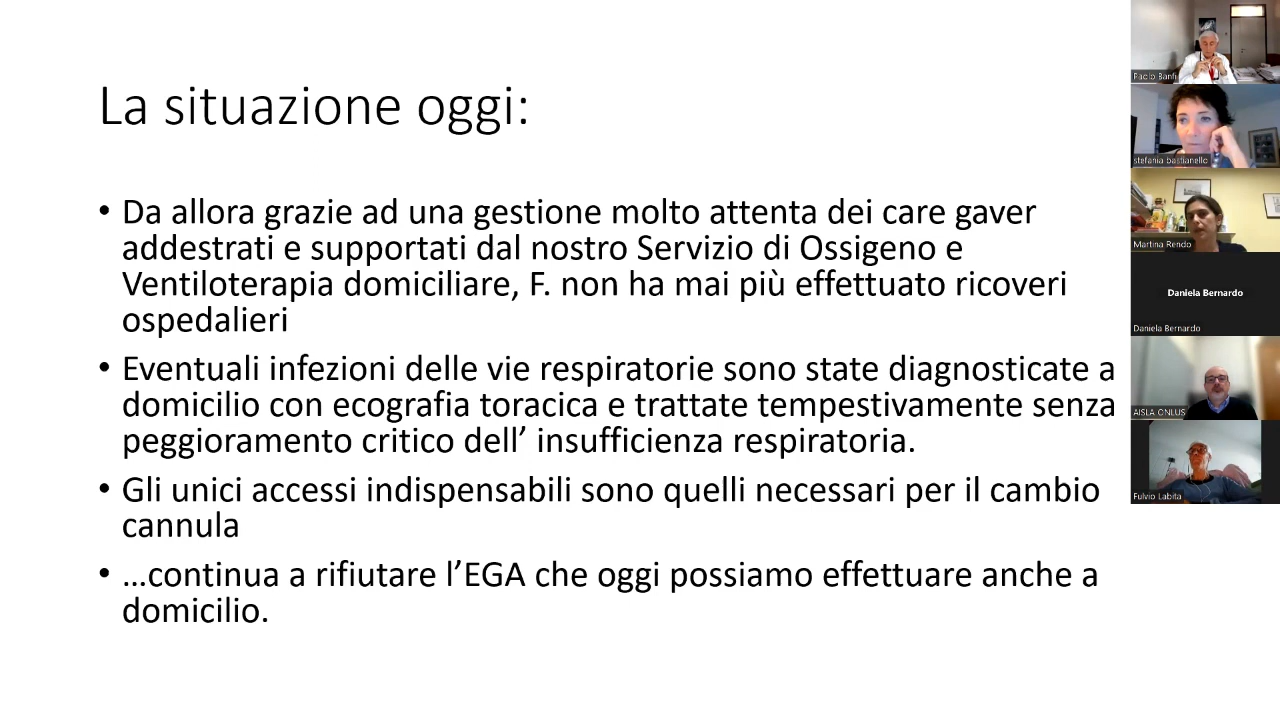 La situazione oggi:
• Da allora grazie ad una gestione molto attenta dei care gaver
addestrati e supportati dal nostro Servizio di Ossigeno e
Ventiloterapia domiciliare, F. non ha mai più effettuato ricoveri
ospedalieri
• Eventuali infezioni delle vie respiratorie sono state diagnosticate a
domicilio con ecografia toracica e trattate tempestivamente senza
peggioramento critico dell’ insufficienza respiratoria.
• Gli unici accessi indispensabili sono quelli necessari per il cambio
cannula
• …continua a rifiutare l’EGA che oggi possiamo effettuare anche a
domicilio.
Paolo Banfi
stefania bastianello
Martina Rendo
Daniela Bernardo
Daniela Bernardo
AISLA ONLUS
Fulvio Labita